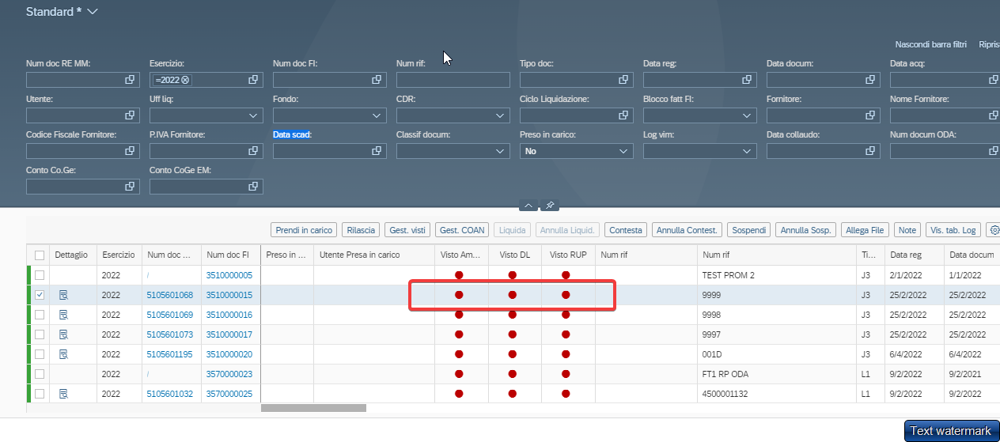 Standard *
Nascondi barra filtri Ripris
Num doc RE MM: Esercizio: Num doc FI: Num rif: Tipo doc: Data reg: Data docum: Data acq:
=2022
Utente: Uff liq: Fondo: CDR: Ciclo Liquidazione: Blocco fatt FI: Fornitore: Nome Fornitore:
Codice Fiscale Fornitore: P.IVA Fornitore: Data scad: Classif docum: Preso in carico: Log vim: Data collaudo: Num docum ODA:
No
Conto Co.Ge: Conto CoGe EM:
Prendi in carico Rilascia Gest. visti Gest. COAN Liquida Annulla Liquid. Contesta Annulla Contest. Sospendi Annulla Sosp. Allega File Note Vis. tab. Log
Dettaglio Esercizio Num doc ... Num doc FI Preso in ... Utente Presa in carico Visto Am... Visto DL Visto RUP Num rif Num rif Ti... Data reg Data docum
2022 / 3510000005 TEST PROM 2 J3 2/1/2022 1/1/2022
2022 5105601068 3510000015 9999 J3 25/2/2022 25/2/2022
2022 5105601069 3510000016 9998 J3 25/2/2022 25/2/2022
2022 5105601073 3510000017 9997 J3 25/2/2022 25/2/2022
2022 5105601195 3510000020 001D J3 6/4/2022 6/4/2022
2022 / 3570000023 FT1 RP ODA L1 9/2/2022 9/2/2021
2022 5105601032 3570000025 4500001132 L1 9/2/2022 9/2/2022
Text watermark